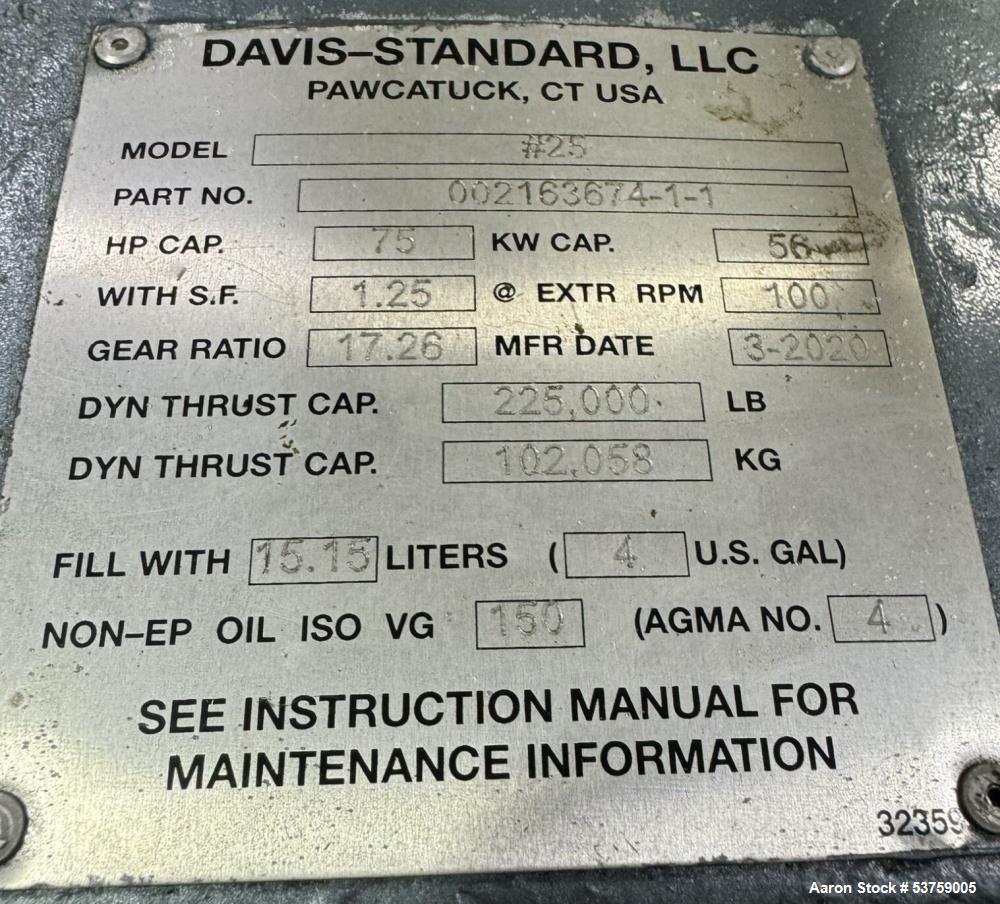 DAVIS–STANDARD, LLC
PAWCATUCK, CT USA
MODEL #25
PART NO. 002163674-1-1
HP CAP. 75 KW CAP. 56
WITH S.F. 1.25 @ EXTR RPM 100
GEAR RATIO 17.26 MFR DATE 3-2020
DYN THRUST CAP. 225,000 LB
DYN THRUST CAP. 102,058 KG
FILL WITH 15.15 LITERS ( 4 U.S. GAL)
NON–EP OIL ISO VG 150 (AGMA NO. 4 )
SEE INSTRUCTION MANUAL FOR
MAINTENANCE INFORMATION
32359
Aaron Stock # 53759005